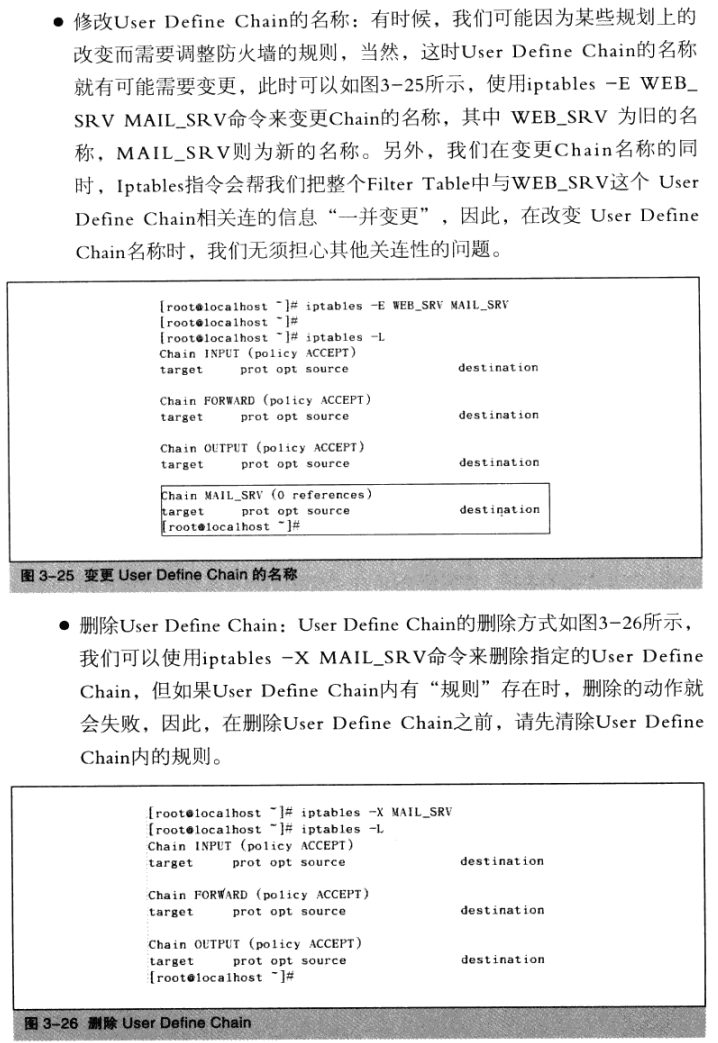 ● 修改User Define Chain的名称：有时候，我们可能因为某些规划上的
改变而需要调整防火墙的规则，当然，这时User Define Chain的名称
就有可能需要变更，此时可以如图3-25所示，使用iptables -E WEB_
SRV MAIL_SRV命令来变更Chain的名称，其中 WEB_SRV 为旧的名
称，MAIL_SRV则为新的名称。另外，我们在变更Chain名称的同
时，Iptables指令会帮我们把整个Filter Table中与WEB_SRV这个 User
Define Chain相关连的信息“一并变更”，因此，在改变 User Define
Chain名称时，我们无须担心其他关连性的问题。
[root@localhost ~]# iptables -E WEB_SRV MAIL_SRV
[root@localhost ~]#
[root@localhost ~]# iptables -L
Chain INPUT (policy ACCEPT)
target prot opt source destination
Chain FORWARD (policy ACCEPT)
target prot opt source destination
Chain OUTPUT (policy ACCEPT)
target prot opt source destination
Chain MAIL_SRV (0 references)
target prot opt source destination
[root@localhost ~]#
图 3-25 变更 User Define Chain 的名称
● 删除User Define Chain：User Define Chain的删除方式如图3-26所示，
我们可以使用iptables -X MAIL_SRV命令来删除指定的User Define
Chain，但如果User Define Chain内有“规则”存在时，删除的动作就
会失败，因此，在删除User Define Chain之前，请先清除User Define
Chain内的规则。
[root@localhost ~]# iptables -X MAIL_SRV
[root@localhost ~]# iptables -L
Chain INPUT (policy ACCEPT)
target prot opt source destination
Chain FORWARD (policy ACCEPT)
target prot opt source destination
Chain OUTPUT (policy ACCEPT)
target prot opt source destination
[root@localhost ~]#
图 3-26 删除 User Define Chain